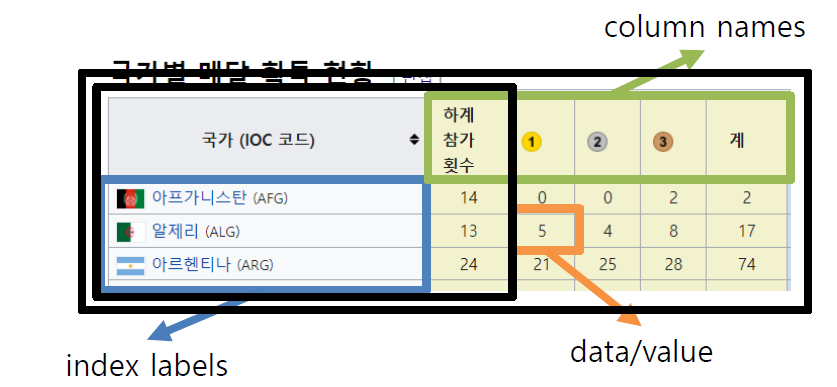 column names
국가별 메달 획득 현황 [편집]
국가 (IOC 코드)
하계
참가
횟수
1
2
3
계
아프가니스탄 (AFG) 14 0 0 2 2
알제리 (ALG) 13 5 4 8 17
아르헨티나 (ARG) 24 21 25 28 74
index labels
data/value